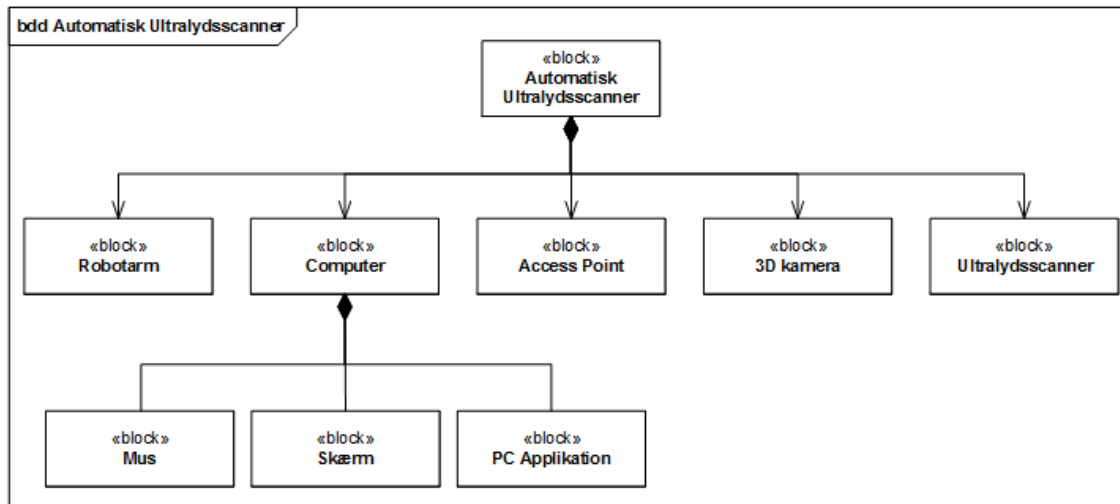 bdd Automatisk Ultralydsscanner
«block»
Automatisk
Ultralydsscanner
«block»
Robotarm
«block»
Computer
«block»
Access Point
«block»
3D kamera
«block»
Ultralydsscanner
«block»
Mus
«block»
Skærm
«block»
PC Applikation